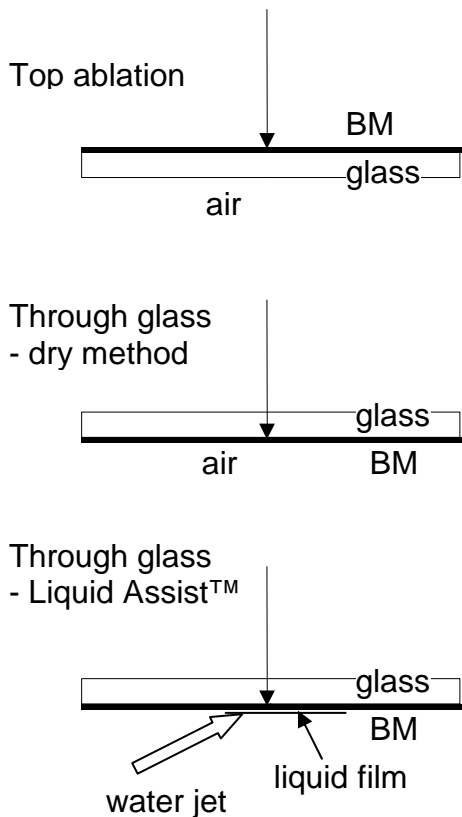 Top ablation
BM
glass
air
Through glass
- dry method
glass
air
BM
Through glass
- Liquid Assist™
glass
BM
liquid film
water jet